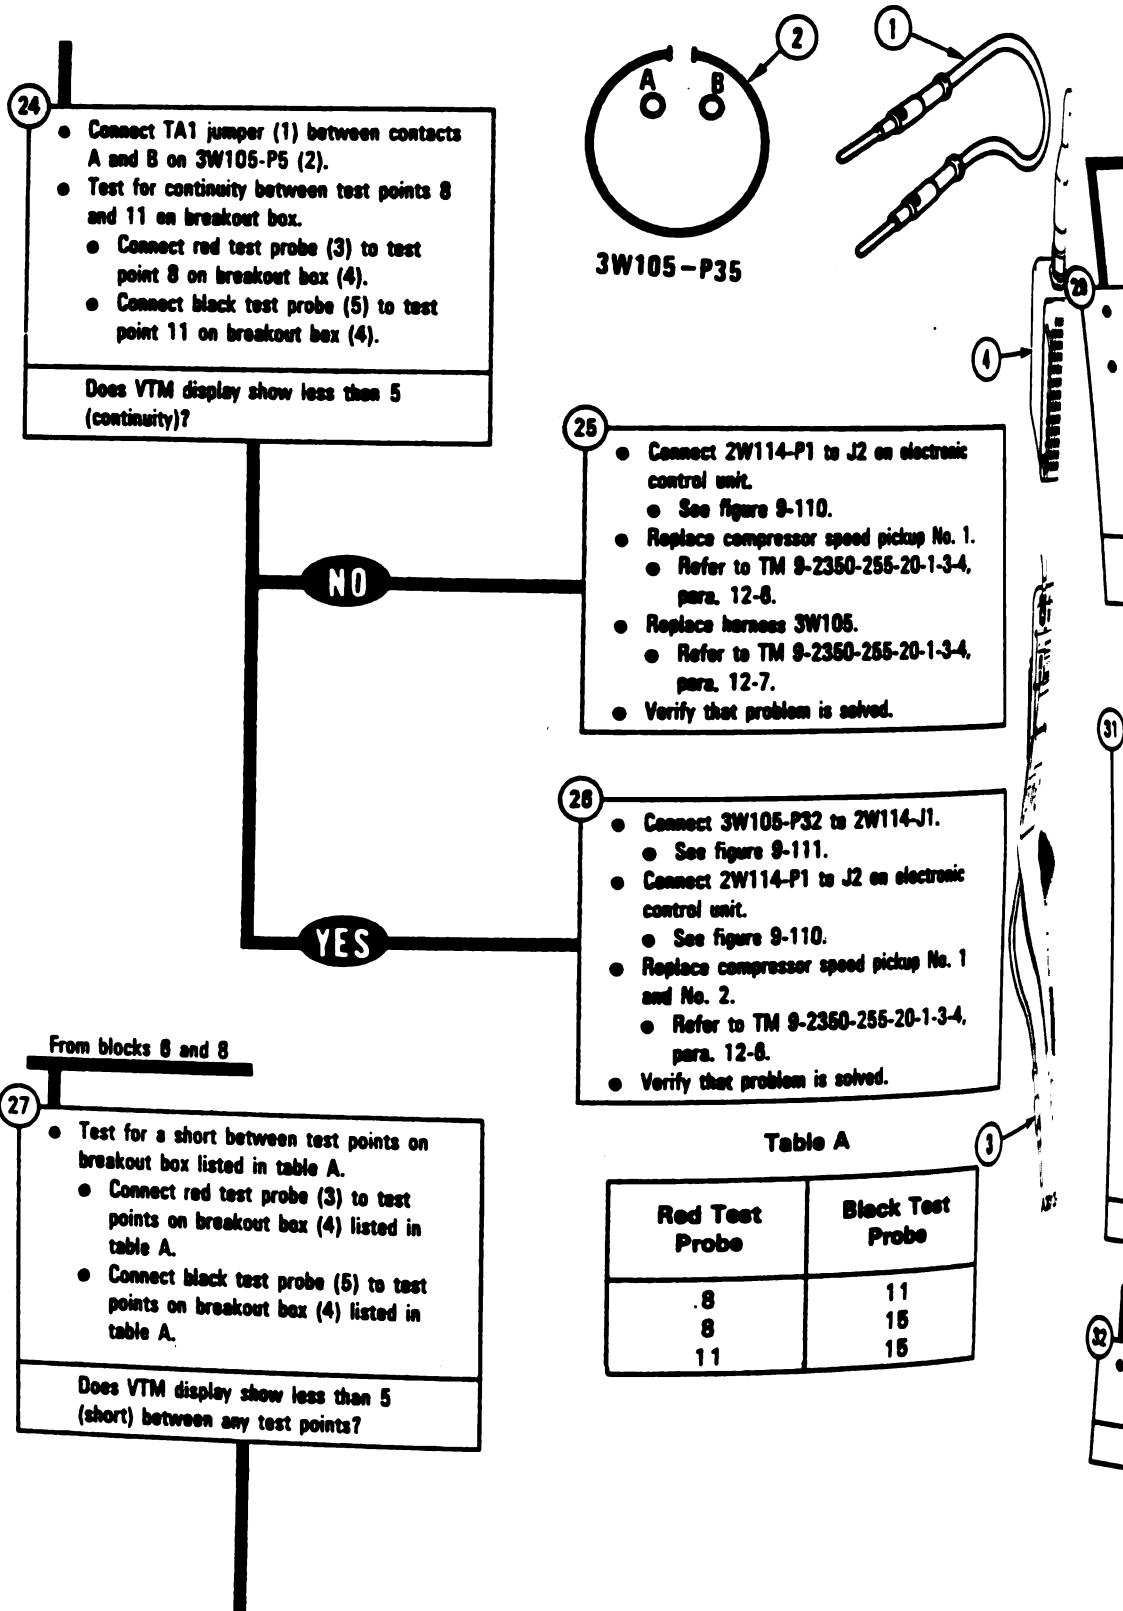 24
● Connect TA1 jumper (1) between contacts
A and B on 3W105-P5 (2).
● Test for continuity between test points 8
and 11 on breakout box.
● Connect red test probe (3) to test
point 8 on breakout box (4).
● Connect black test probe (5) to test
point 11 on breakout box (4).
Does VTM display show less than 5
(continuity)?
A
B
2
1
3W105-P35
4
29
NO
25
● Connect 2W114-P1 to J2 on electronic
control unit.
● See figure 9-110.
● Replace compressor speed pickup No. 1.
● Refer to TM 9-2350-255-20-1-3-4,
para. 12-6.
● Replace harness 3W105.
● Refer to TM 9-2350-255-20-1-3-4,
para. 12-7.
● Verify that problem is solved.
31
YES
26
● Connect 3W105-P32 to 2W114-J1.
● See figure 9-111.
● Connect 2W114-P1 to J2 on electronic
control unit.
● See figure 9-110.
● Replace compressor speed pickup No. 1
and No. 2.
● Refer to TM 9-2350-255-20-1-3-4,
para. 12-6.
● Verify that problem is solved.
3
From blocks 6 and 8
27
● Test for a short between test points on
breakout box listed in table A.
● Connect red test probe (3) to test
points on breakout box (4) listed in
table A.
● Connect black test probe (5) to test
points on breakout box (4) listed in
table A.
Does VTM display show less than 5
(short) between any test points?
Table A
Red Test Probe
Black Test Probe
8 11
8 15
11 15
32